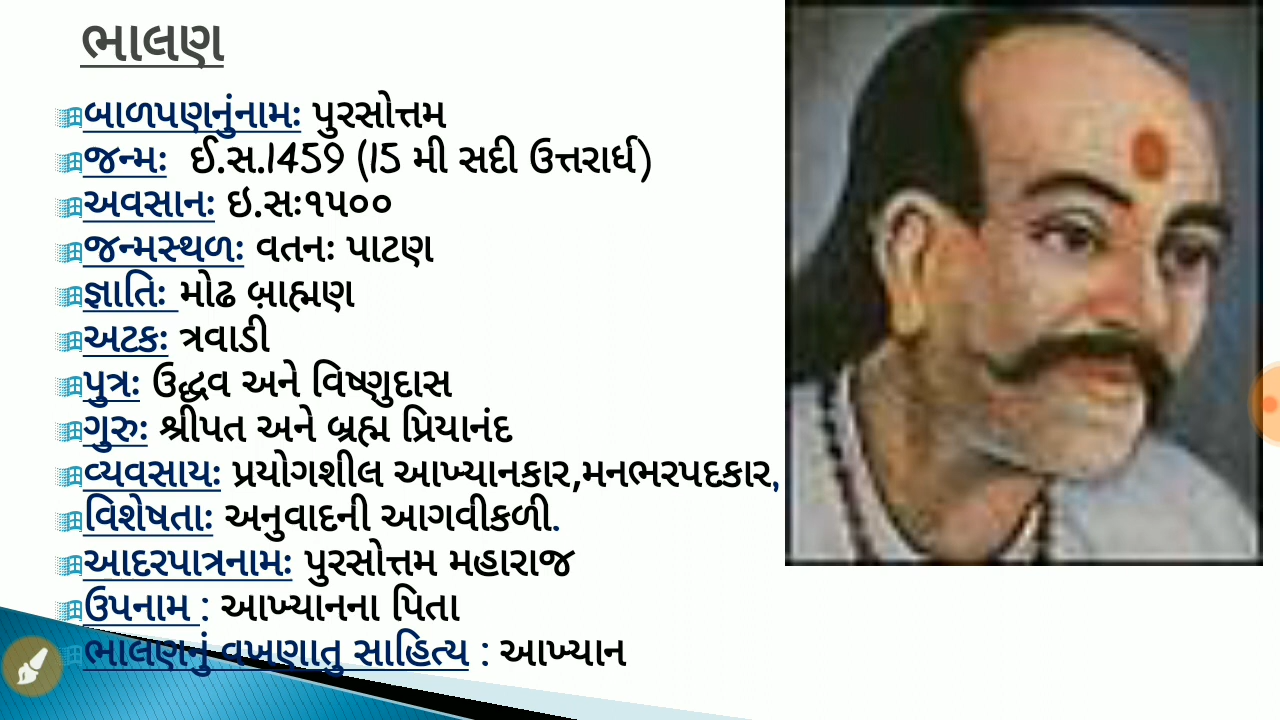 ભાલણ
બાળપણનુંનામઃ પુરસોત્તમ
જન્મઃ ઈ.સ.1459 (15 મી સદી ઉત્તરાર્ધ)
અવસાનઃ ઇ.સઃ૧૫૦૦
જન્મસ્થળઃ વતનઃ પાટણ
જ્ઞાતિઃ મોઢ બ્રાહ્મણ
અટકઃ ત્રવાડી
પુત્રઃ ઉદ્ધવ અને વિષ્ણુદાસ
ગુરુઃ શ્રીપત અને બ્રહ્મ પ્રિયાનંદ
વ્યવસાયઃ પ્રયોગશીલ આખ્યાનકાર,મનભરપદકાર,
વિશેષતાઃ અનુવાદની આગવીકળી.
આદરપાત્રનામઃ પુરસોત્તમ મહારાજ
ઉપનામ : આખ્યાનના પિતા
ભાલણનું વખણાતુ સાહિત્ય : આખ્યાન